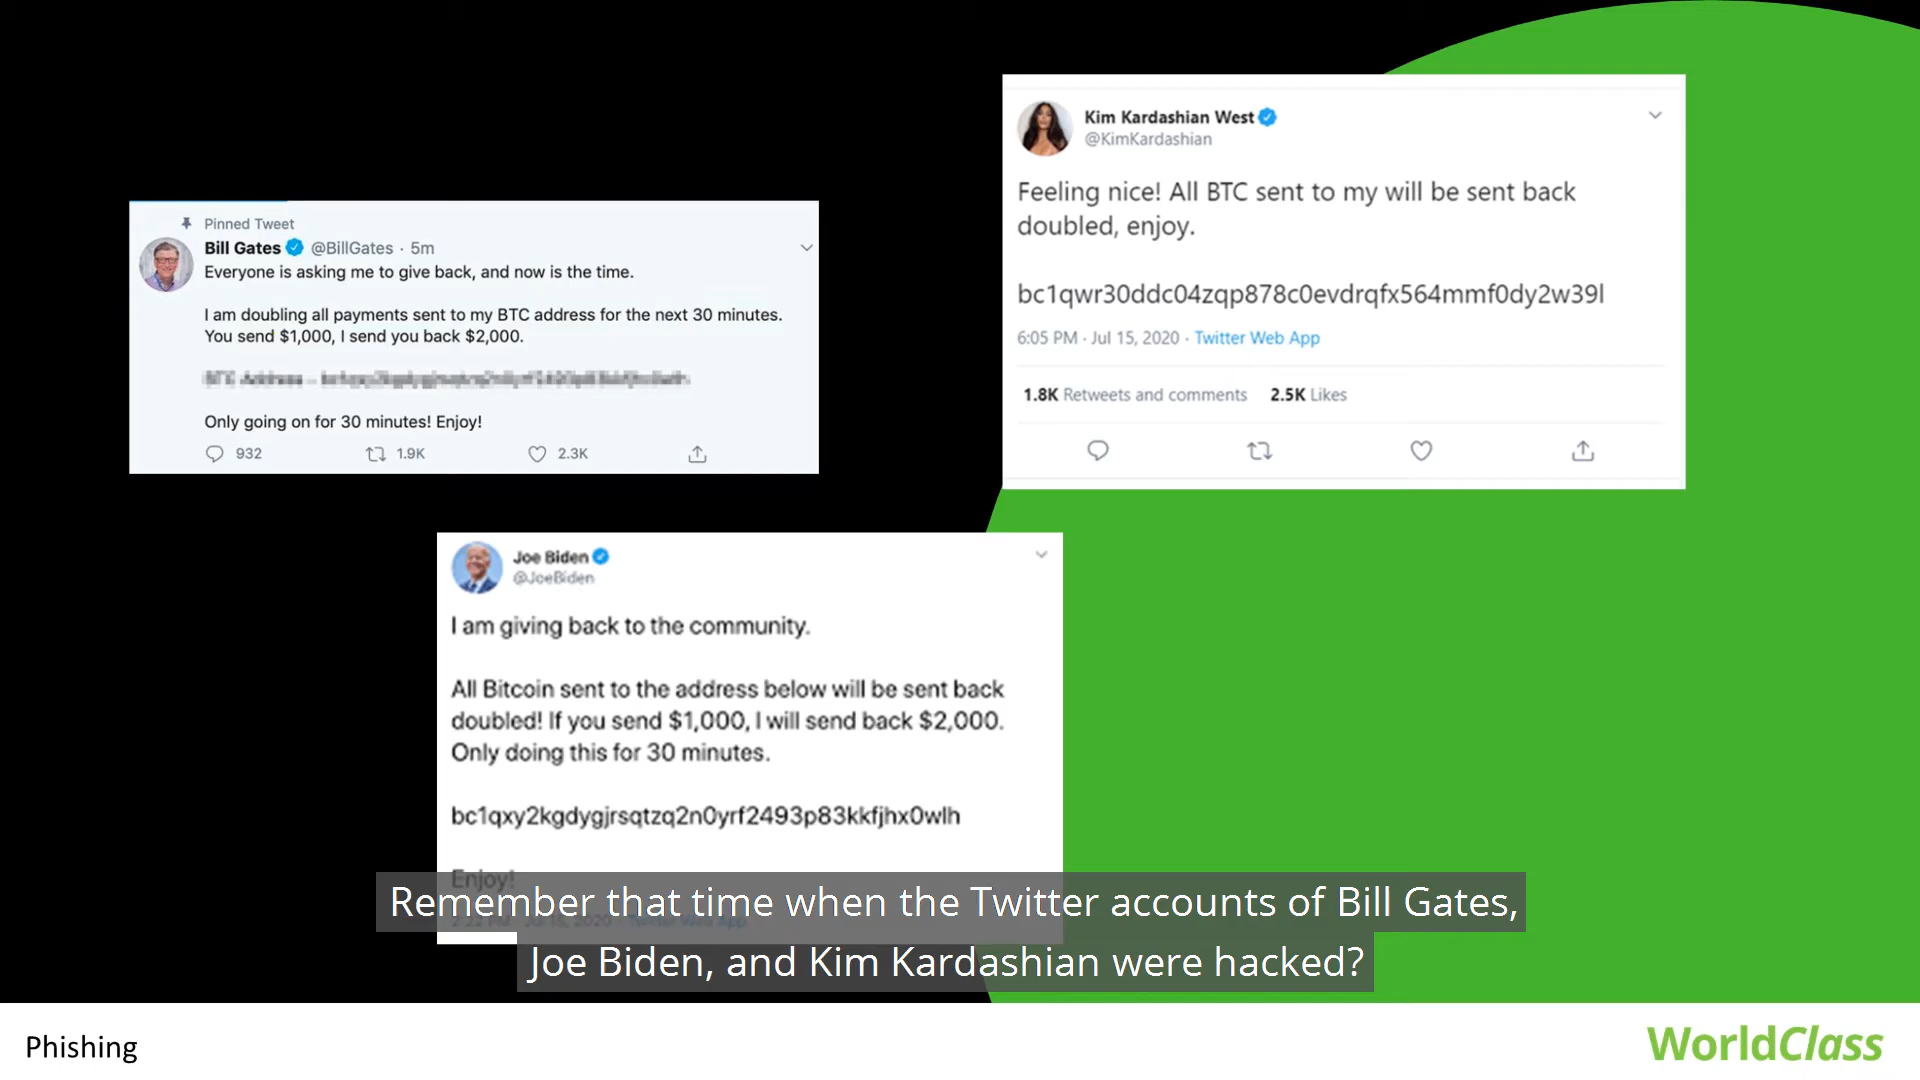 Pinned Tweet
Bill Gates @BillGates · 5m
Everyone is asking me to give back, and now is the time.
I am doubling all payments sent to my BTC address for the next 30 minutes.
You send $1,000, I send you back $2,000.
Only going on for 30 minutes! Enjoy!
932 1.9K 2.3K
Kim Kardashian West
@KimKardashian
Feeling nice! All BTC sent to my will be sent back
doubled, enjoy.
bc1qwr30ddc04zqp878c0evdrqfx564mmf0dy2w39l
6:05 PM · Jul 15, 2020 · Twitter Web App
1.8K Retweets and comments 2.5K Likes
Joe Biden
@JoeBiden
I am giving back to the community.
All Bitcoin sent to the address below will be sent back
doubled! If you send $1,000, I will send back $2,000.
Only doing this for 30 minutes.
bc1qxy2kgdygjrsqtzq2n0yrf2493p83kkfjhx0wlh
Enjoy!
Remember that time when the Twitter accounts of Bill Gates,
Joe Biden, and Kim Kardashian were hacked?
Phishing
WorldClass